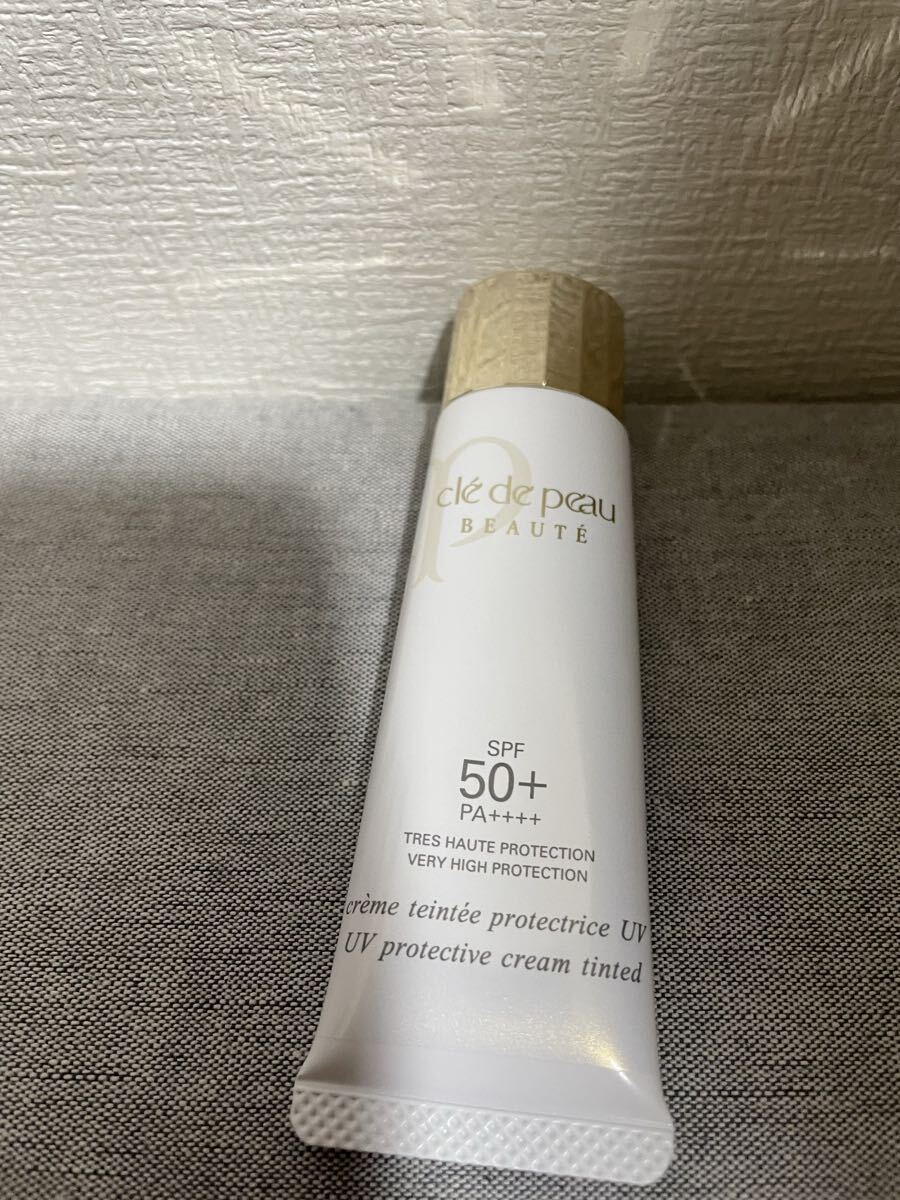 clé de peau
BEAUTÉ
SPF
50+
PA++++
TRES HAUTE PROTECTION
VERY HIGH PROTECTION
crème teintée protectrice UV
UV protective cream tinted